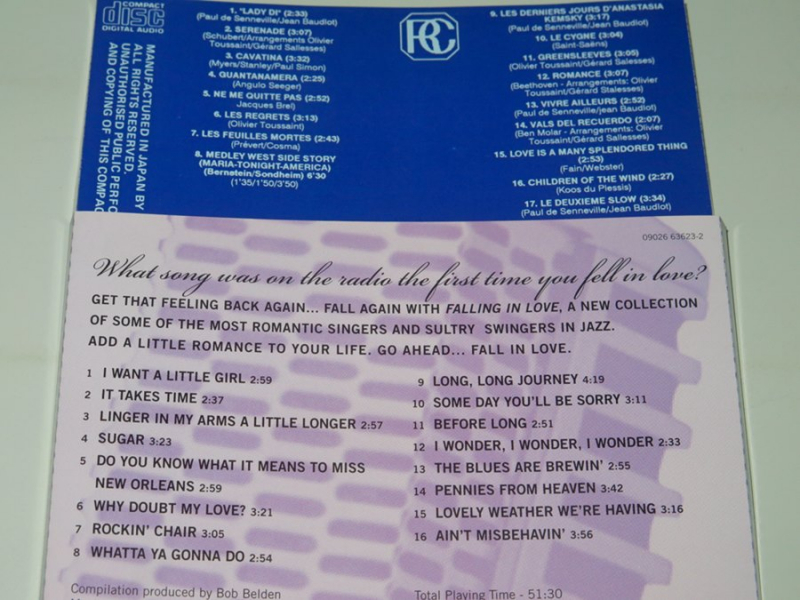 COMPACT
disc
DIGITAL AUDIO
MANUFACTURED IN JAPAN BY
ALL RIGHTS RESERVED.
UNAUTHORISED PUBLIC PERFO
AND COPYING OF THIS COMPAC
1. "LADY DI" (2:33)
(Paul de Senneville/Jean Baudlot)
2. SERENADE (3:07)
(Schubert/Arrangements Olivier
Toussaint/Gérard Sallesses)
3. CAVATINA (3:32)
(Myers/Stanley/Paul Simon)
4. GUANTANAMERA (2:25)
(Angulo Seeger)
5. NE ME QUITTE PAS (2:52)
Jacques Brel)
6. LES REGRETS (3:13)
(Olivier Toussaint)
7. LES FEUILLES MORTES (2:43)
(Prévert/Cosma)
8. MEDLEY WEST SIDE STORY
(MARIA-TONIGHT-AMERICA)
(Bernstein/Sondheim) 6'30
(1'35/1'50/3'50)
9. LES DERNIERS JOURS D'ANASTASIA
KEMSKY (3:17)
(Paul de Senneville/Jean Baudlot)
10. LE CYGNE (3:04)
(Saint-Saëns)
11. GREENSLEEVES (3:05)
(Olivier Toussaint/Gérard Stalesses)
12. ROMANCE (3:07)
(Beethoven - Arrangements: Olivier
Toussaint/Gérard Stalesses)
13. VIVRE AILLEURS (2:52)
(Paul de Senneville/jean Baudlot)
14. VALS DEL RECUERDO (2:07)
(Ben Molar - Arrangements: Olivier
Toussaint/Gérard Sallesses)
15. LOVE IS A MANY SPLENDORED THING
(2:53)
(Fain/Webster)
16. CHILDREN OF THE WIND (2:27)
(Koos du Plessis)
17. LE DEUXIEME SLOW (3:34)
(Paul de Senneville/Jean Baudlot)
09026 63623-2
What song was on the radio the first time you fell in love?
GET THAT FEELING BACK AGAIN... FALL AGAIN WITH FALLING IN LOVE, A NEW COLLECTION
OF SOME OF THE MOST ROMANTIC SINGERS AND SULTRY SWINGERS IN JAZZ.
ADD A LITTLE ROMANCE TO YOUR LIFE. GO AHEAD... FALL IN LOVE.
1 I WANT A LITTLE GIRL 2:59
2 IT TAKES TIME 2:37
3 LINGER IN MY ARMS A LITTLE LONGER 2:57
4 SUGAR 3:23
5 DO YOU KNOW WHAT IT MEANS TO MISS
NEW ORLEANS 2:59
6 WHY DOUBT MY LOVE? 3:21
7 ROCKIN' CHAIR 3:05
8 WHATTA YA GONNA DO 2:54
9 LONG, LONG JOURNEY 4:19
10 SOME DAY YOU'LL BE SORRY 3:11
11 BEFORE LONG 2:51
12 I WONDER, I WONDER, I WONDER 2:33
13 THE BLUES ARE BREWIN' 2:55
14 PENNIES FROM HEAVEN 3:42
15 LOVELY WEATHER WE'RE HAVING 3:16
16 AIN'T MISBEHAVIN' 3:56
Compilation produced by Bob Belden
Total Playing Time - 51:30